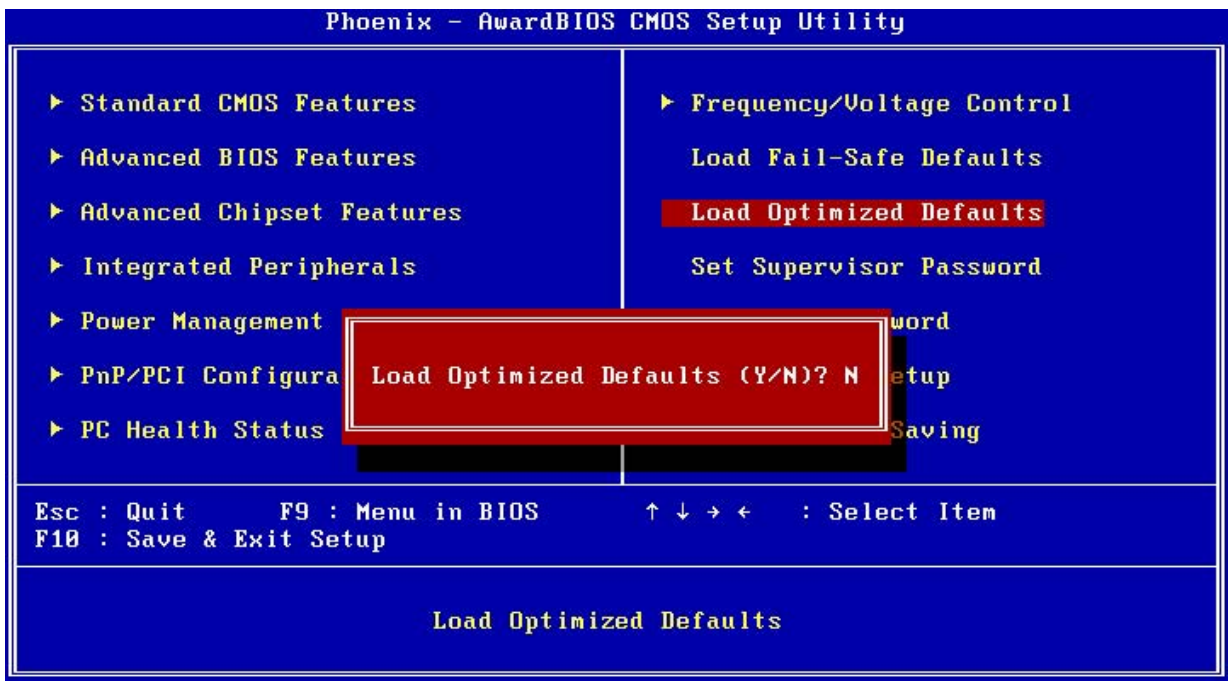 Phoenix - AwardBIOS CMOS Setup Utility
▶ Standard CMOS Features
▶ Advanced BIOS Features
▶ Advanced Chipset Features
▶ Integrated Peripherals
▶ Power Management
▶ PnP/PCI Configura
▶ PC Health Status
▶ Frequency/Voltage Control
Load Fail-Safe Defaults
Load Optimized Defaults
Set Supervisor Password
word
etup
Saving
Load Optimized Defaults (Y/N)? N
Esc : Quit F9 : Menu in BIOS ↑ ↓ → ← : Select Item
F10 : Save & Exit Setup
Load Optimized Defaults